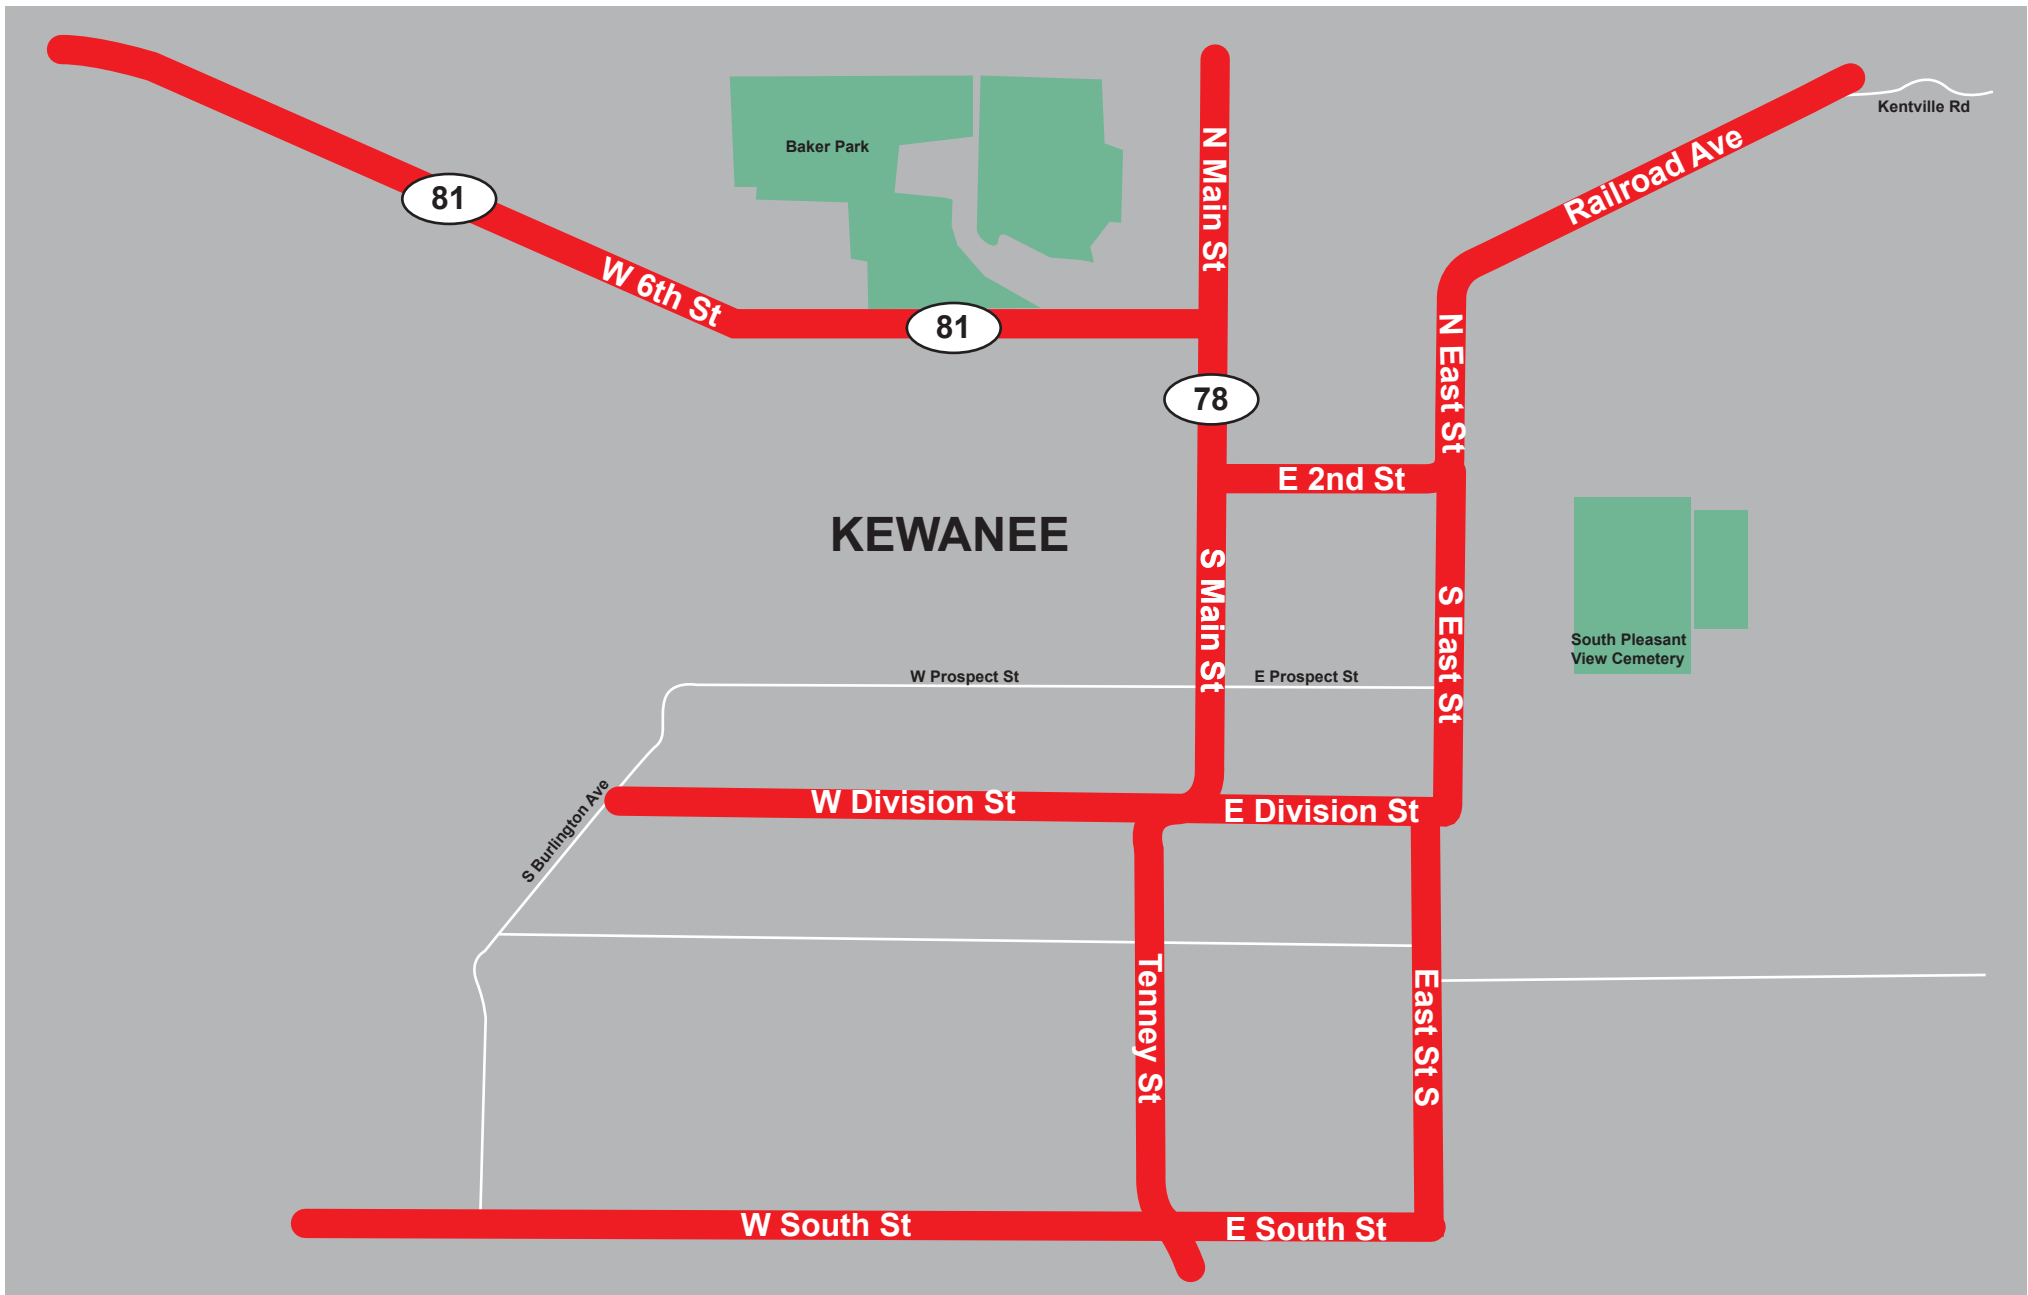 Kentville Rd
Railroad Ave
N Main St
Baker Park
81
W 6th St
81
N East St
78
E 2nd St
KEWANEE
S Main St
S East St
South Pleasant
View Cemetery
W Prospect St
E Prospect St
S Burlington Ave
W Division St
E Division St
Tenney St
East St S
W South St
E South St